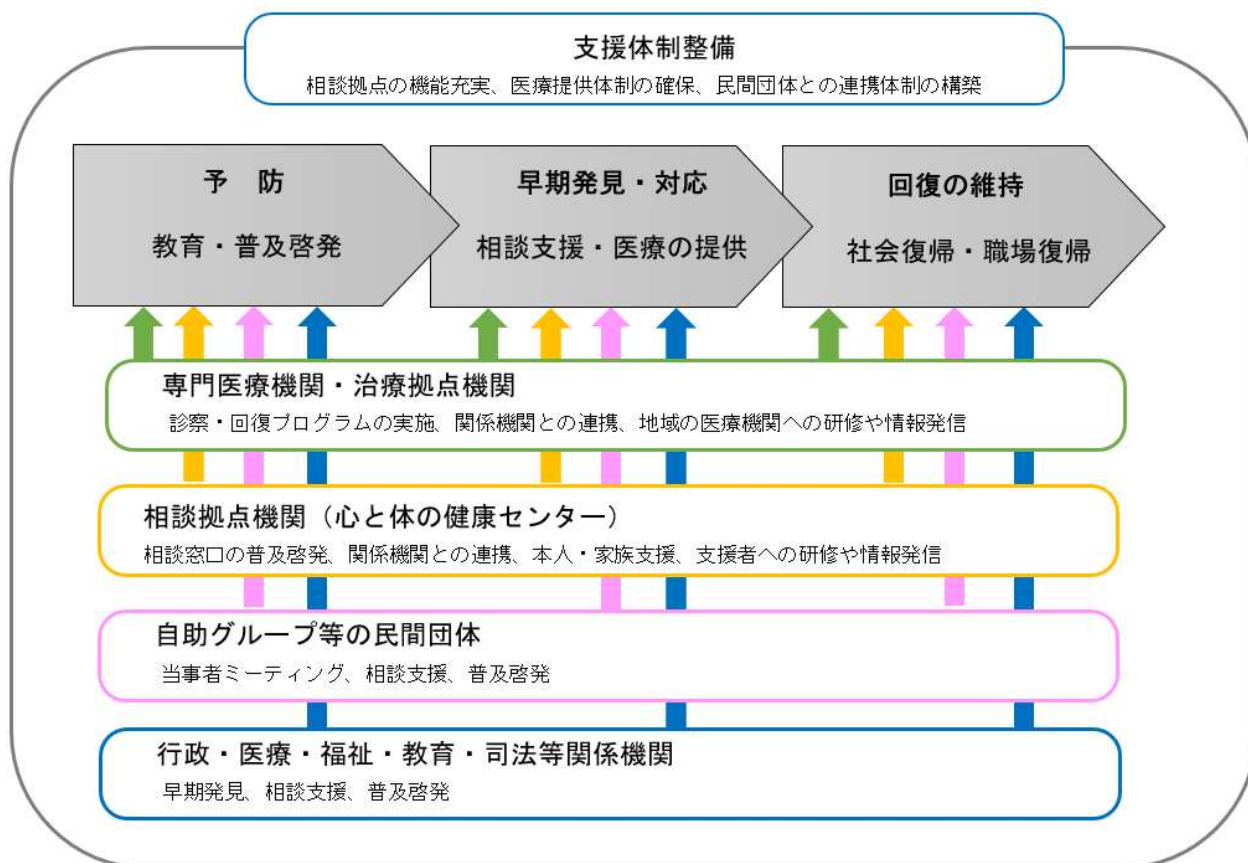 支援体制整備
相談拠点の機能充実、医療提供体制の確保、民間団体との連携体制の構築
予　防
教育・普及啓発
早期発見・対応
相談支援・医療の提供
回復の維持
社会復帰・職場復帰
専門医療機関・治療拠点機関
診察・回復プログラムの実施、関係機関との連携、地域の医療機関への研修や情報発信
相談拠点機関（心と体の健康センター）
相談窓口の普及啓発、関係機関との連携、本人・家族支援、支援者への研修や情報発信
自助グループ等の民間団体
当事者ミーティング、相談支援、普及啓発
行政・医療・福祉・教育・司法等関係機関
早期発見、相談支援、普及啓発